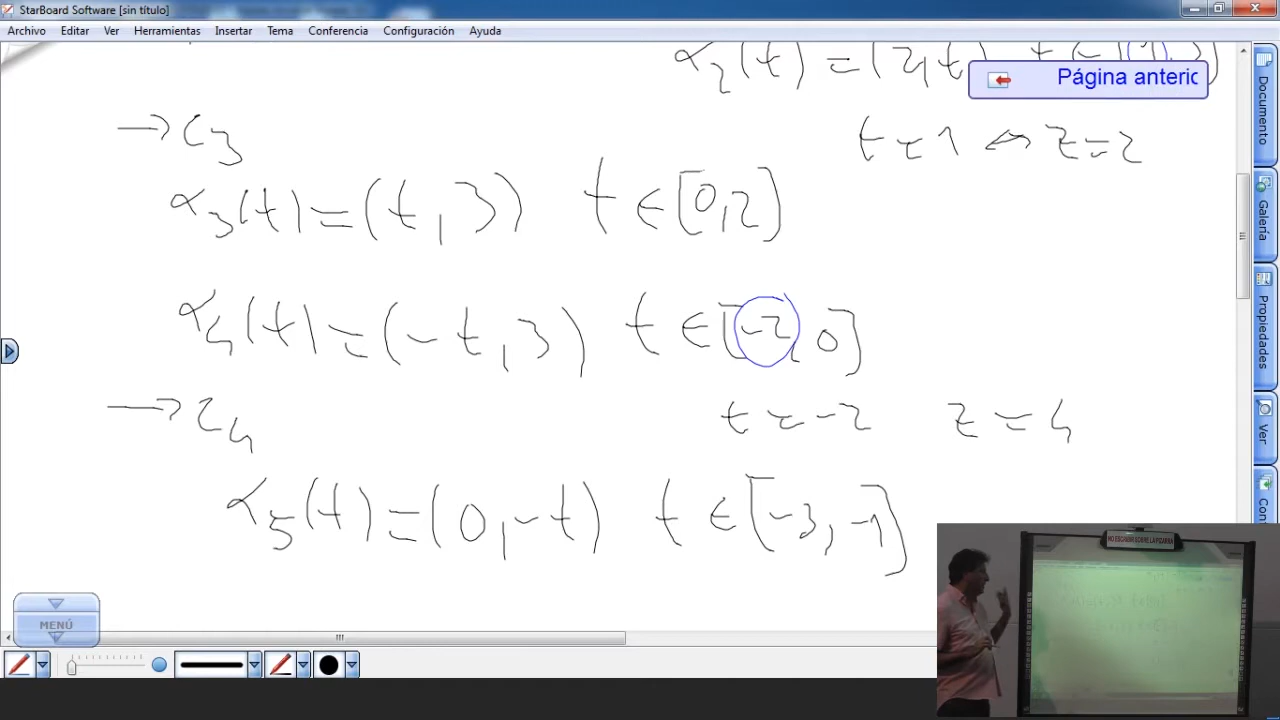 StarBoard Software [sin título]
Archivo Editar Ver Herramientas Insertar Tema Conferencia Configuración Ayuda
α2(t) = (2, t) t ∈
Página anteric
→ C3
t = 1 ↔ z = 2
α3(t) = (t, 3) t ∈ [0, 2]
α4(t) = (-t, 3) t ∈ [-2, 0]
→ C4
t = -2 z = 4
α5(t) = (0, -t) t ∈ [-3, -1]
MENÚ
Documento
Galería
Propiedades
Ver
Con
NO ESCRIBIR SOBRE LA PIZARRA